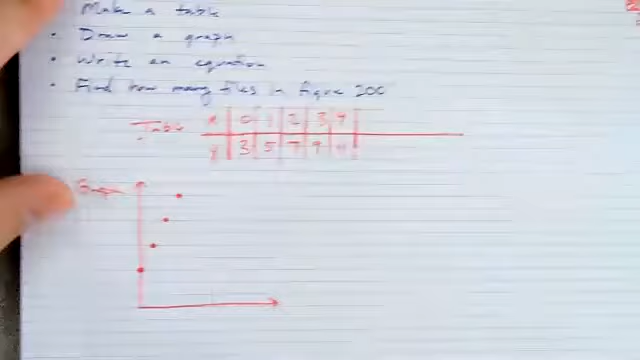 · Make a table
· Draw a graph
· Write an equation
· Find how many tiles in figure 200
Table
x 0 1 2 3 4
y 3 5 7 9 11
Graph